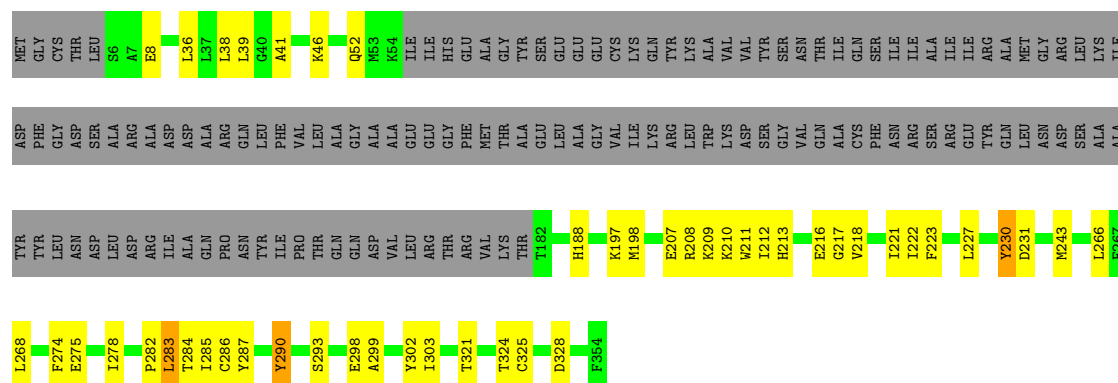 MET GLY CYS THR LEU S6 A7 E8 L36 L37 L38 L39 G40 A41 K46 Q52 M53 K54 ILE ILE HIS GLU ALA GLY TYR SER GLU GLU GLU CYS LYS GLN TYR LYS ALA VAL VAL TYR SER ASN THR ILE GLN SER ILE ILE ALA ILE ILE ARG ALA MET GLY ARG LEU LYS ILE
ASP PHE GLY ASP SER ALA ARG ALA ASP ASP ALA ARG GLN LEU PHE VAL LEU ALA GLY ALA ALA GLU GLU GLY PHE MET THR ALA GLU LEU ALA GLY VAL ILE LYS ARG LEU TRP LYS ASP SER GLY VAL GLN ALA CYS PHE ASN ARG SER ARG GLU TYR GLN LEU ASN ASP SER ALA ALA
TYR TYR LEU ASN ASP LEU ASP ARG ILE ALA GLN PRO ASN TYR ILE PRO THR GLN GLN ASP VAL LEU ARG THR ARG VAL LYS THR T182 H188 K197 M198 E207 R208 K209 K210 W211 I212 H213 E216 G217 V218 I221 I222 F223 L227 Y230 D231 M243 L266 E267
L268 F274 E275 I278 P282 L283 T284 I285 C286 Y287 Y290 S293 E298 A299 Y302 I303 T321 T324 C325 D328 F354